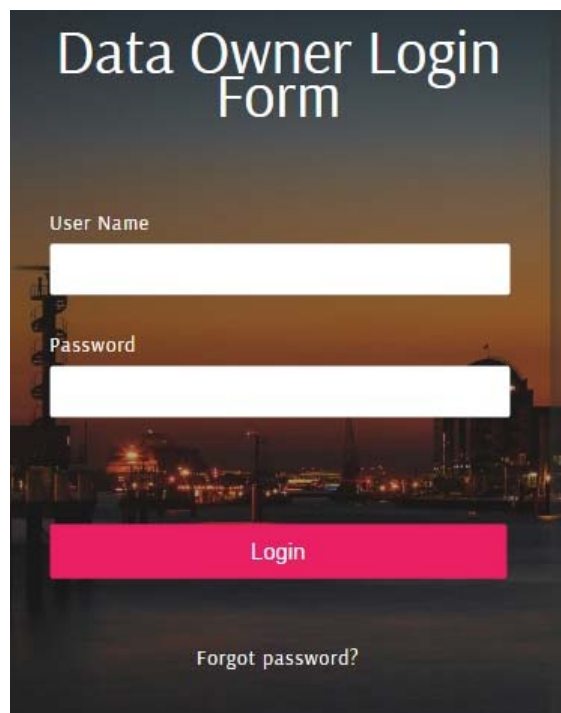 Data Owner Login
Form
User Name
Password
Login
Forgot password?